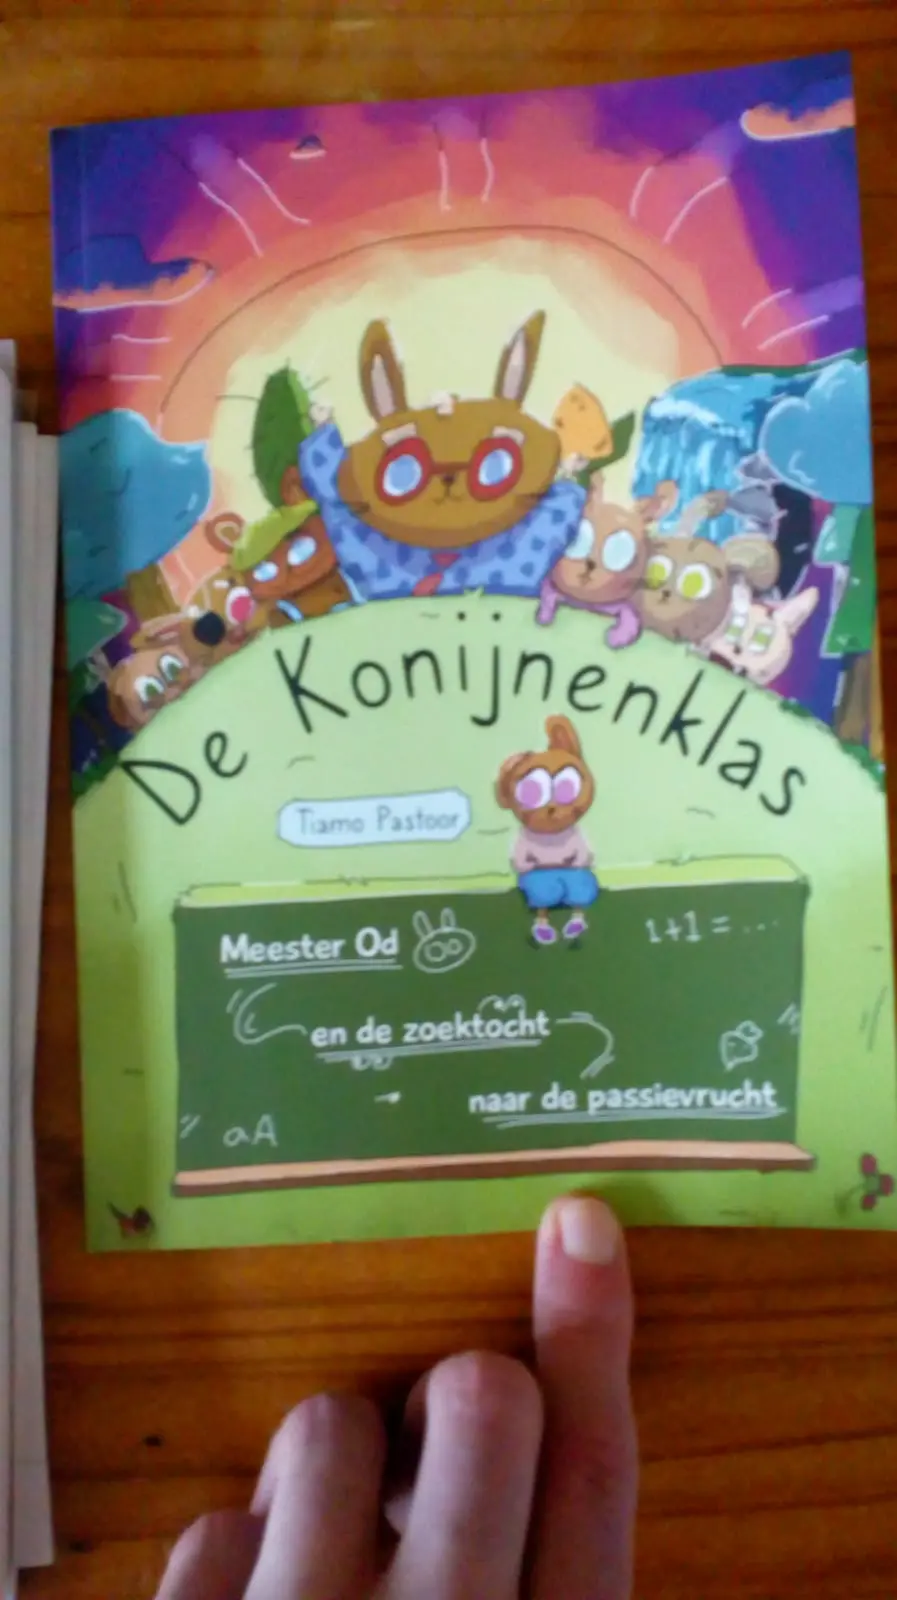 De Konijnenklas
Tiamo Pastoor
Meester Od
1+1=...
en de zoektocht
naar de passievrucht
aA